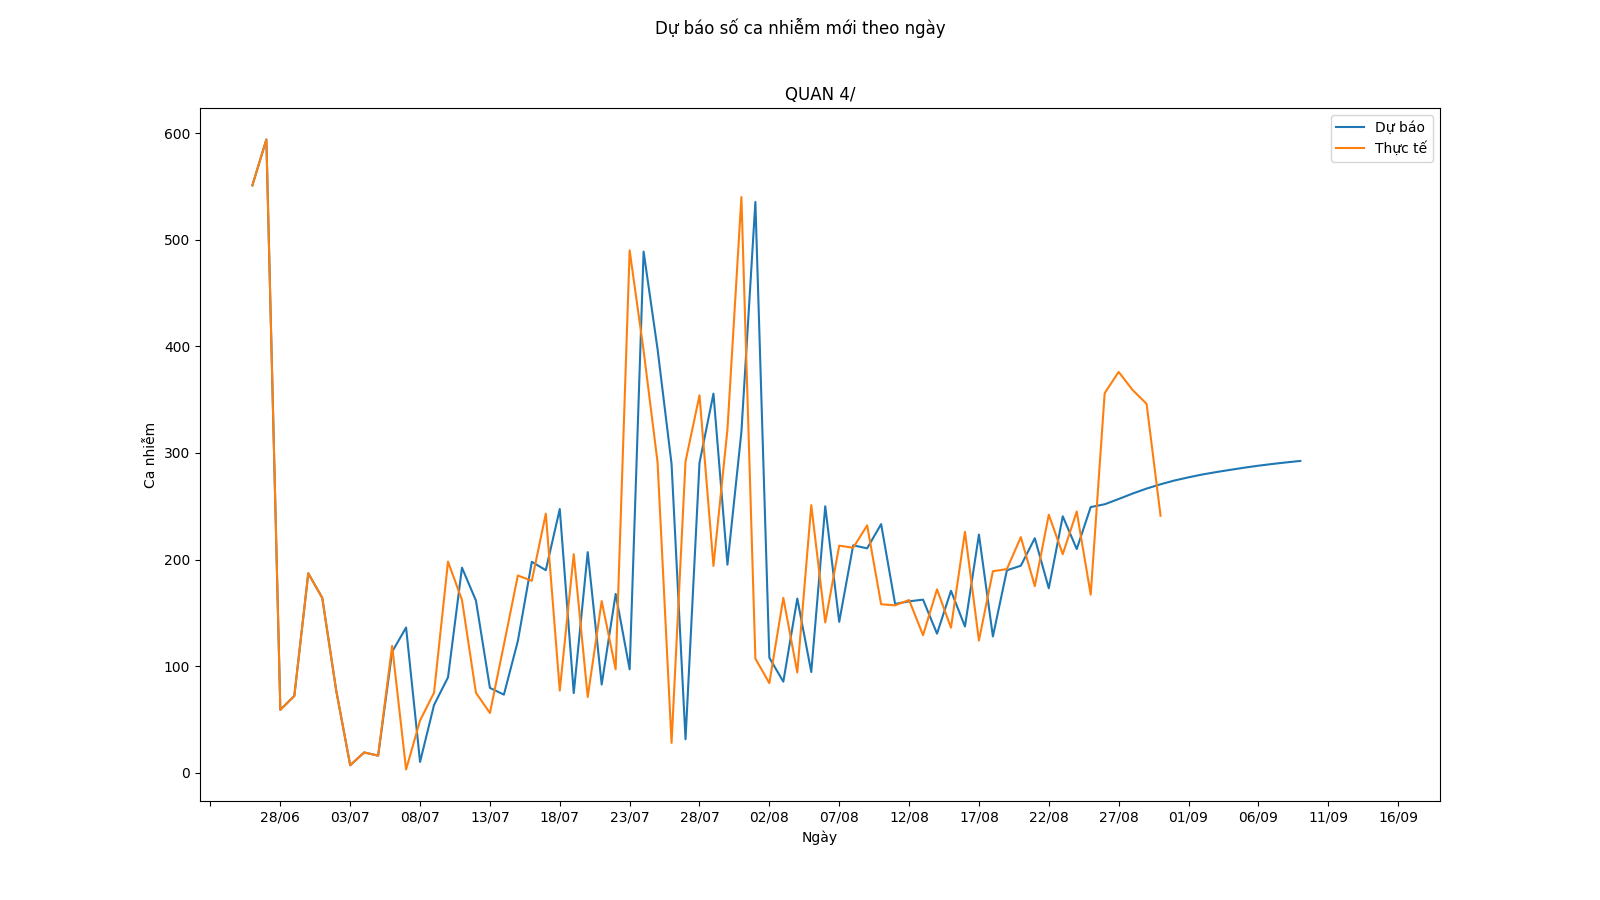 Dự báo số ca nhiễm mới theo ngày
QUAN 4/
Dự báo
Thực tế
600
500
400
300
200
100
0
Ca nhiễm
28/06 03/07 08/07 13/07 18/07 23/07 28/07 02/08 07/08 12/08 17/08 22/08 27/08 01/09 06/09 11/09 16/09
Ngày